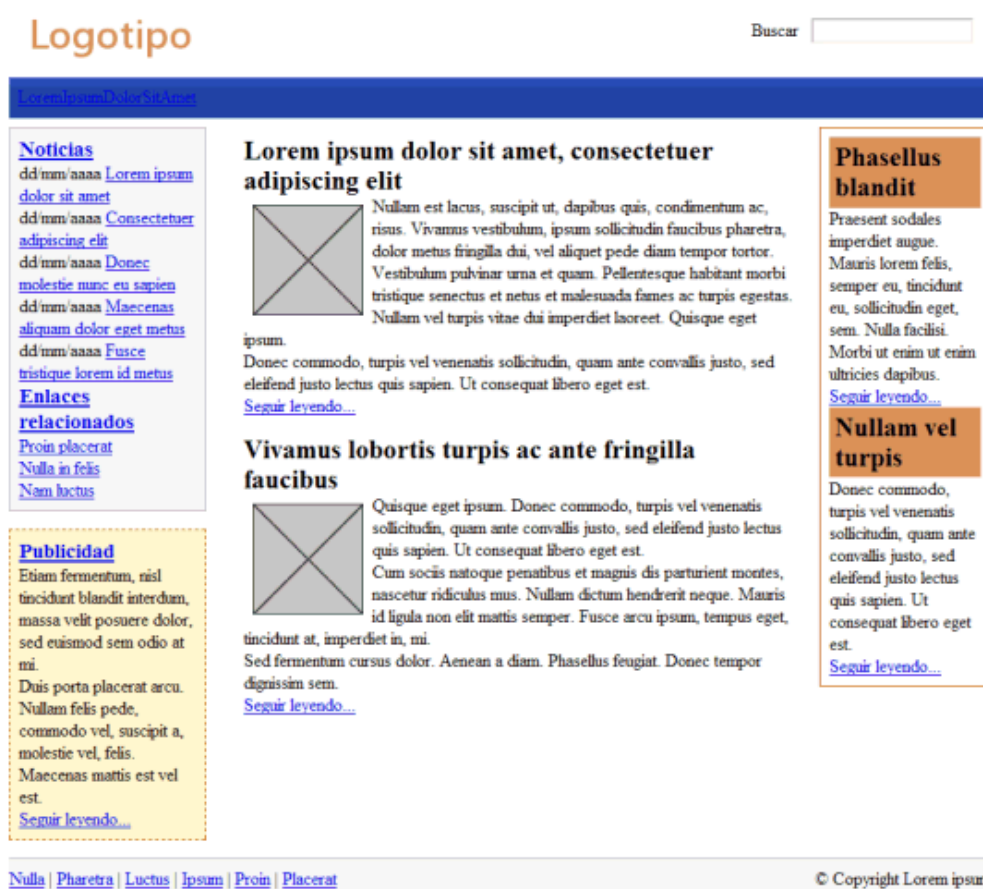 Logotipo
Buscar
LoremIpsumDolorSitAmet
Noticias
dd/mm/aaaa Lorem ipsum
dolor sit amet
dd/mm/aaaa Consectetuer
adipiscing elit
dd/mm/aaaa Donec
molestie nunc eu sapien
dd/mm/aaaa Maecenas
aliquam dolor eget metus
dd/mm/aaaa Fusce
tristique lorem id metus
Enlaces
relacionados
Proin placerat
Nulla in felis
Nam luctus
Publicidad
Etiam fermentum, nisl
tincidunt blandit interdum,
massa velit posuere dolor,
sed euismod sem odio at
mi.
Duis porta placerat arcu.
Nullam felis pede,
commodo vel, suscipit a,
molestie vel, felis.
Maecenas mattis est vel
est.
Seguir leyendo...
Lorem ipsum dolor sit amet, consectetuer
adipiscing elit
Nullam est lacus, suscipit ut, dapibus quis, condimentum ac,
risus. Vivamus vestibulum, ipsum sollicitudin faucibus pharetra,
dolor metus fringilla dui, vel aliquet pede diam tempor tortor.
Vestibulum pulvinar urna et quam. Pellentesque habitant morbi
tristique senectus et netus et malesuada fames ac turpis egestas.
Nullam vel turpis vitae dui imperdiet laoreet. Quisque eget
ipsum.
Donec commodo, turpis vel venenatis sollicitudin, quam ante convallis justo, sed
eleifend justo lectus quis sapien. Ut consequat libero eget est.
Seguir leyendo...
Vivamus lobortis turpis ac ante fringilla
faucibus
Quisque eget ipsum. Donec commodo, turpis vel venenatis
sollicitudin, quam ante convallis justo, sed eleifend justo lectus
quis sapien. Ut consequat libero eget est.
Cum sociis natoque penatibus et magnis dis parturient montes,
nascetur ridiculus mus. Nullam dictum hendrerit neque. Mauris
id ligula non elit mattis semper. Fusce arcu ipsum, tempus eget,
tincidunt at, imperdiet in, mi.
Sed fermentum cursus dolor. Aenean a diam. Phasellus feugiat. Donec tempor
dignissim sem.
Seguir leyendo...
Phasellus
blandit
Praesent sodales
imperdiet augue.
Mauris lorem felis,
semper eu, tincidunt
eu, sollicitudin eget,
sem. Nulla facilisi.
Morbi ut enim ut enim
ultricies dapibus.
Seguir leyendo...
Nullam vel
turpis
Donec commodo,
turpis vel venenatis
sollicitudin, quam ante
convallis justo, sed
eleifend justo lectus
quis sapien. Ut
consequat libero eget
est.
Seguir leyendo...
Nulla | Pharetra | Luctus | Ipsum | Proin | Placerat
© Copyright Lorem ipsum